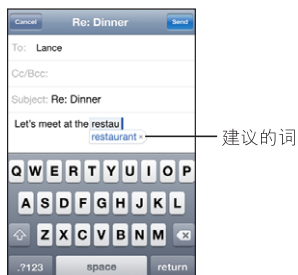 Cancel Re: Dinner Send
To: Lance
Cc/Bcc:
Subject: Re: Dinner
Let's meet at the restau
restaurant ×
建议的词
Q W E R T Y U I O P
A S D F G H J K L
Z X C V B N M
.?123 space return